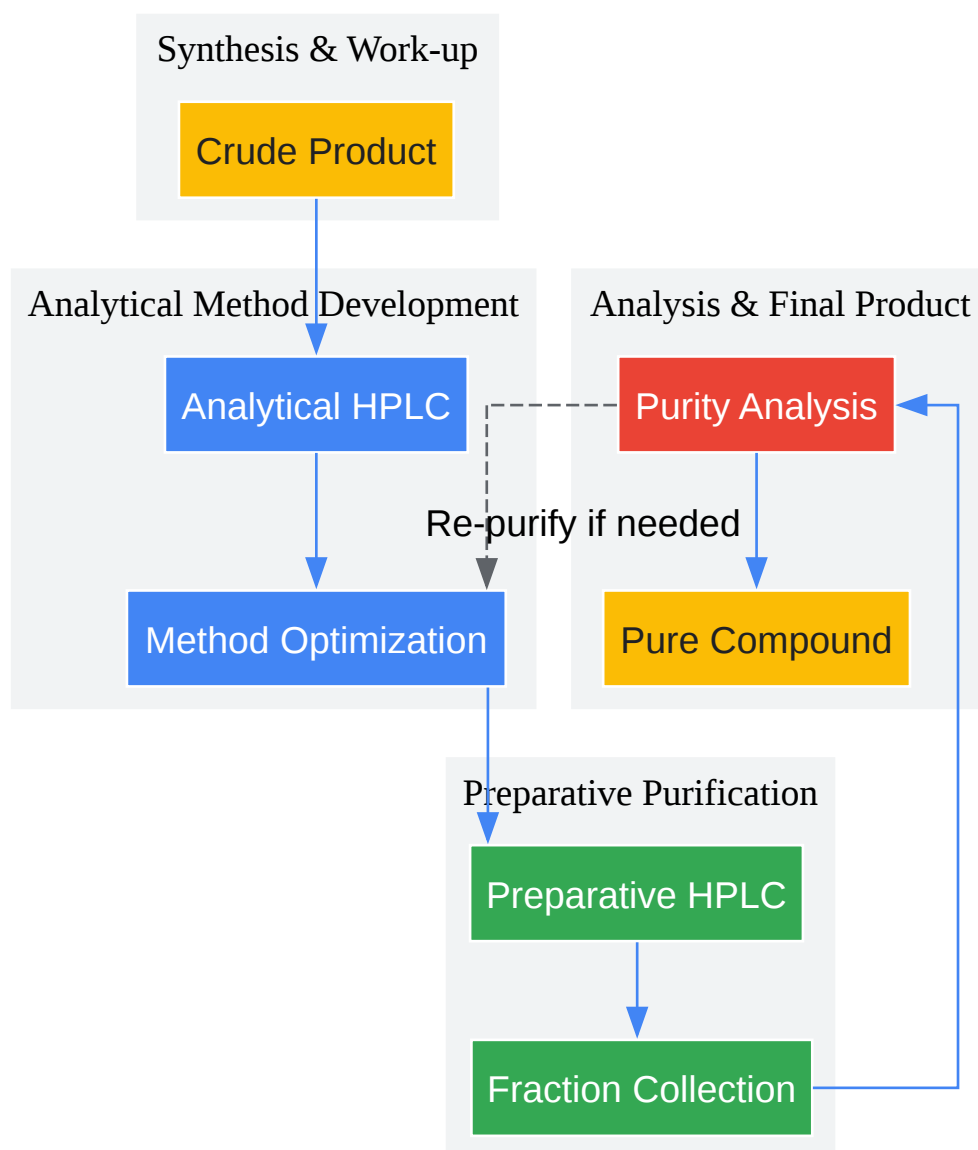 Synthesis & Work-up
Crude Product
Analytical Method Development
Analytical HPLC
Method Optimization
Analysis & Final Product
Purity Analysis
Re-purify if needed
Pure Compound
Preparative Purification
Preparative HPLC
Fraction Collection